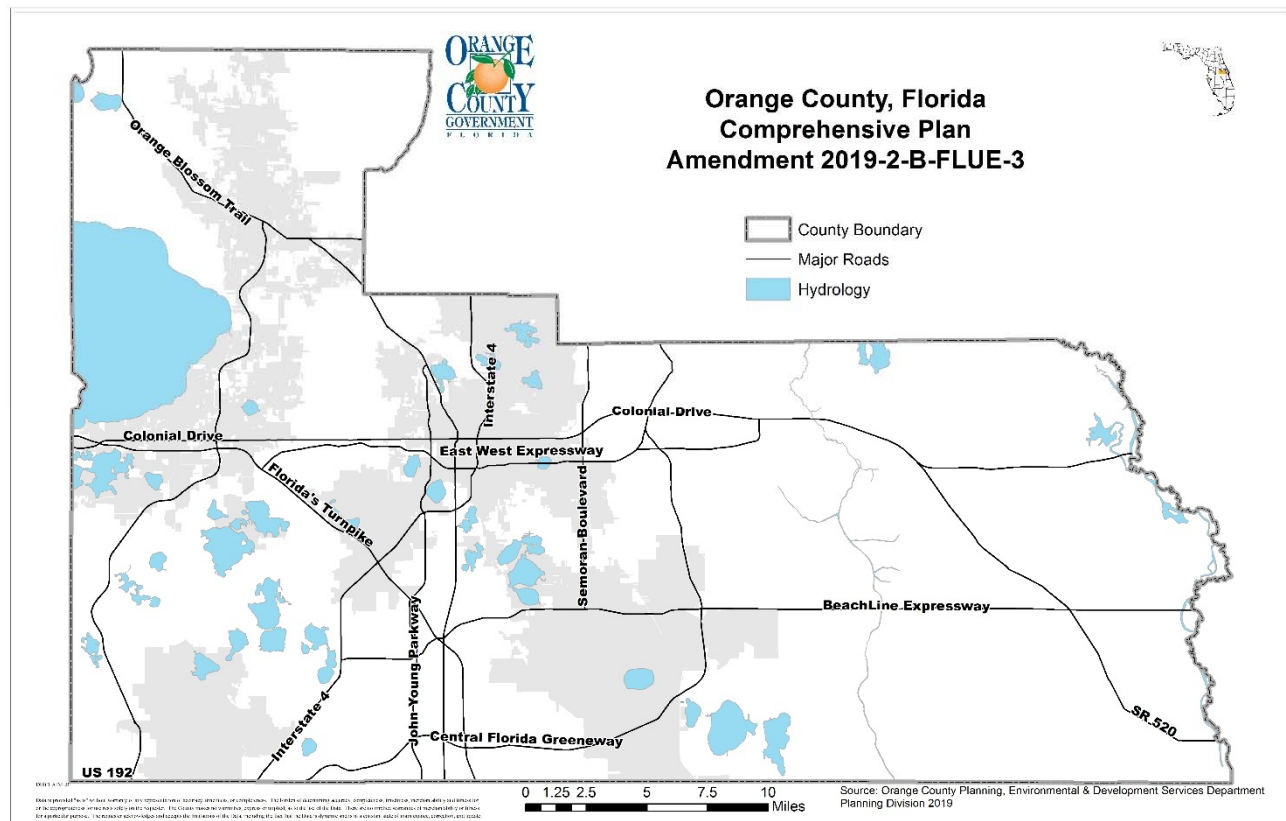 ORANGE
COUNTY
GOVERNMENT
FLORIDA
Orange County, Florida
Comprehensive Plan
Amendment 2019-2-B-FLUE-3
County Boundary
Major Roads
Hydrology
Orange Blossom Trail
Interstate 4
Colonial Drive
Colonial Drive
East West Expressway
Florida's Turnpike
Semoran Boulevard
BeachLine Expressway
John Young Parkway
Interstate 4
SR 520
Central Florida Greeneway
US 192
0 1.25 2.5 5 7.5 10
Miles
Source: Orange County Planning, Environmental & Development Services Department
Planning Division 2019